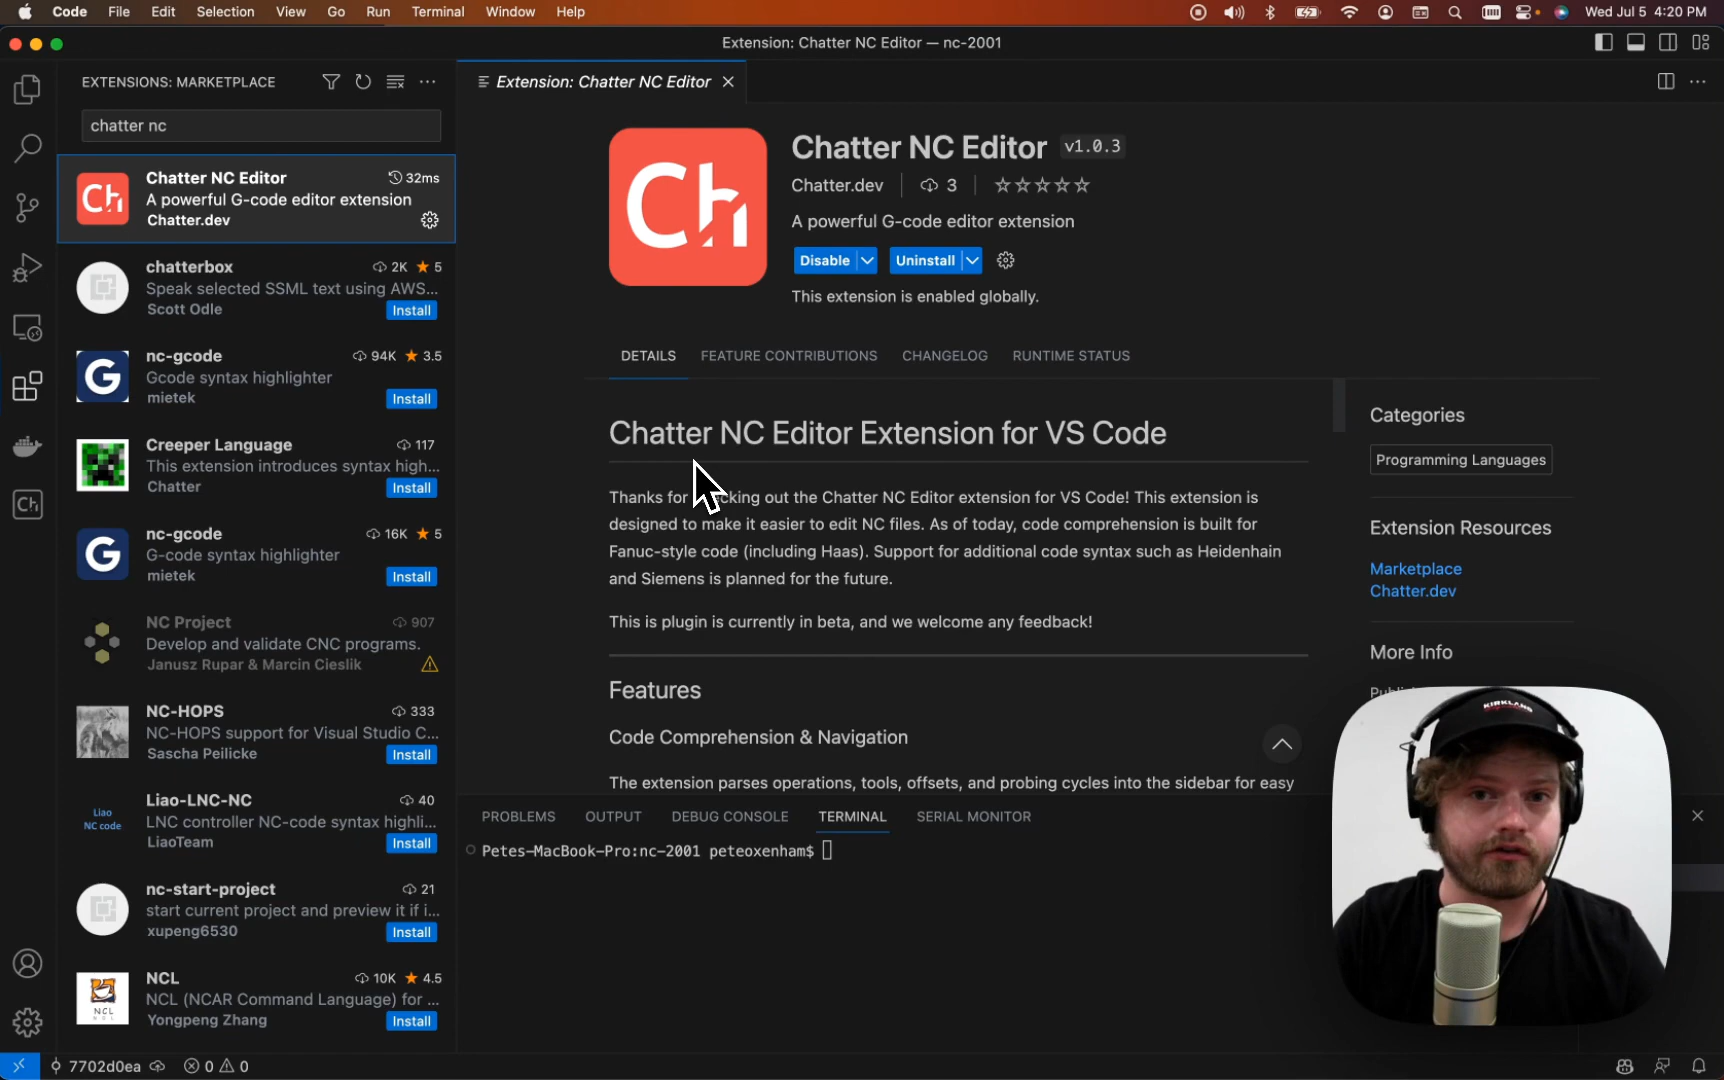 Code File Edit Selection View Go Run Terminal Window Help Wed Jul 5 4:20 PM
Extension: Chatter NC Editor — nc-2001
EXTENSIONS: MARKETPLACE
chatter nc
Chatter NC Editor 32ms
A powerful G-code editor extension
Chatter.dev
chatterbox 2K 5
Speak selected SSML text using AWS...
Scott Odle Install
nc-gcode 94K 3.5
Gcode syntax highlighter
mietek Install
Creeper Language 117
This extension introduces syntax high...
Chatter Install
nc-gcode 16K 5
G-code syntax highlighter
mietek Install
NC Project 907
Develop and validate CNC programs.
Janusz Rupar & Marcin Cieslik
NC-HOPS 333
NC-HOPS support for Visual Studio C...
Sascha Peilicke Install
Liao
NC code
Liao-LNC-NC 40
LNC controller NC-code syntax highli...
LiaoTeam Install
nc-start-project 21
start current project and preview it if i...
xupeng6530 Install
NCL 10K 4.5
NCL (NCAR Command Language) for ...
Yongpeng Zhang Install
Extension: Chatter NC Editor
Ch
Chatter NC Editor v1.0.3
Chatter.dev 3
A powerful G-code editor extension
Disable Uninstall
This extension is enabled globally.
DETAILS FEATURE CONTRIBUTIONS CHANGELOG RUNTIME STATUS
Chatter NC Editor Extension for VS Code
Thanks for cking out the Chatter NC Editor extension for VS Code! This extension is
designed to make it easier to edit NC files. As of today, code comprehension is built for
Fanuc-style code (including Haas). Support for additional code syntax such as Heidenhain
and Siemens is planned for the future.
This is plugin is currently in beta, and we welcome any feedback!
Features
Code Comprehension & Navigation
The extension parses operations, tools, offsets, and probing cycles into the sidebar for easy
Categories
Programming Languages
Extension Resources
Marketplace
Chatter.dev
More Info
KIRKLAND
PROBLEMS OUTPUT DEBUG CONSOLE TERMINAL SERIAL MONITOR
Petes-MacBook-Pro:nc-2001 peteoxenham$
7702d0ea 0 0